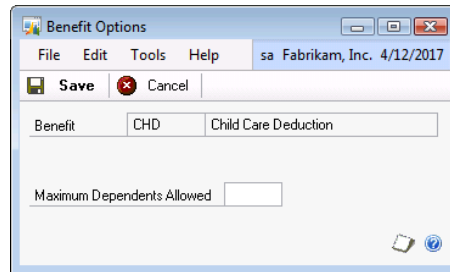 Benefit Options
File Edit Tools Help sa Fabrikam, Inc. 4/12/2017
Save Cancel
Benefit CHD Child Care Deduction
Maximum Dependents Allowed